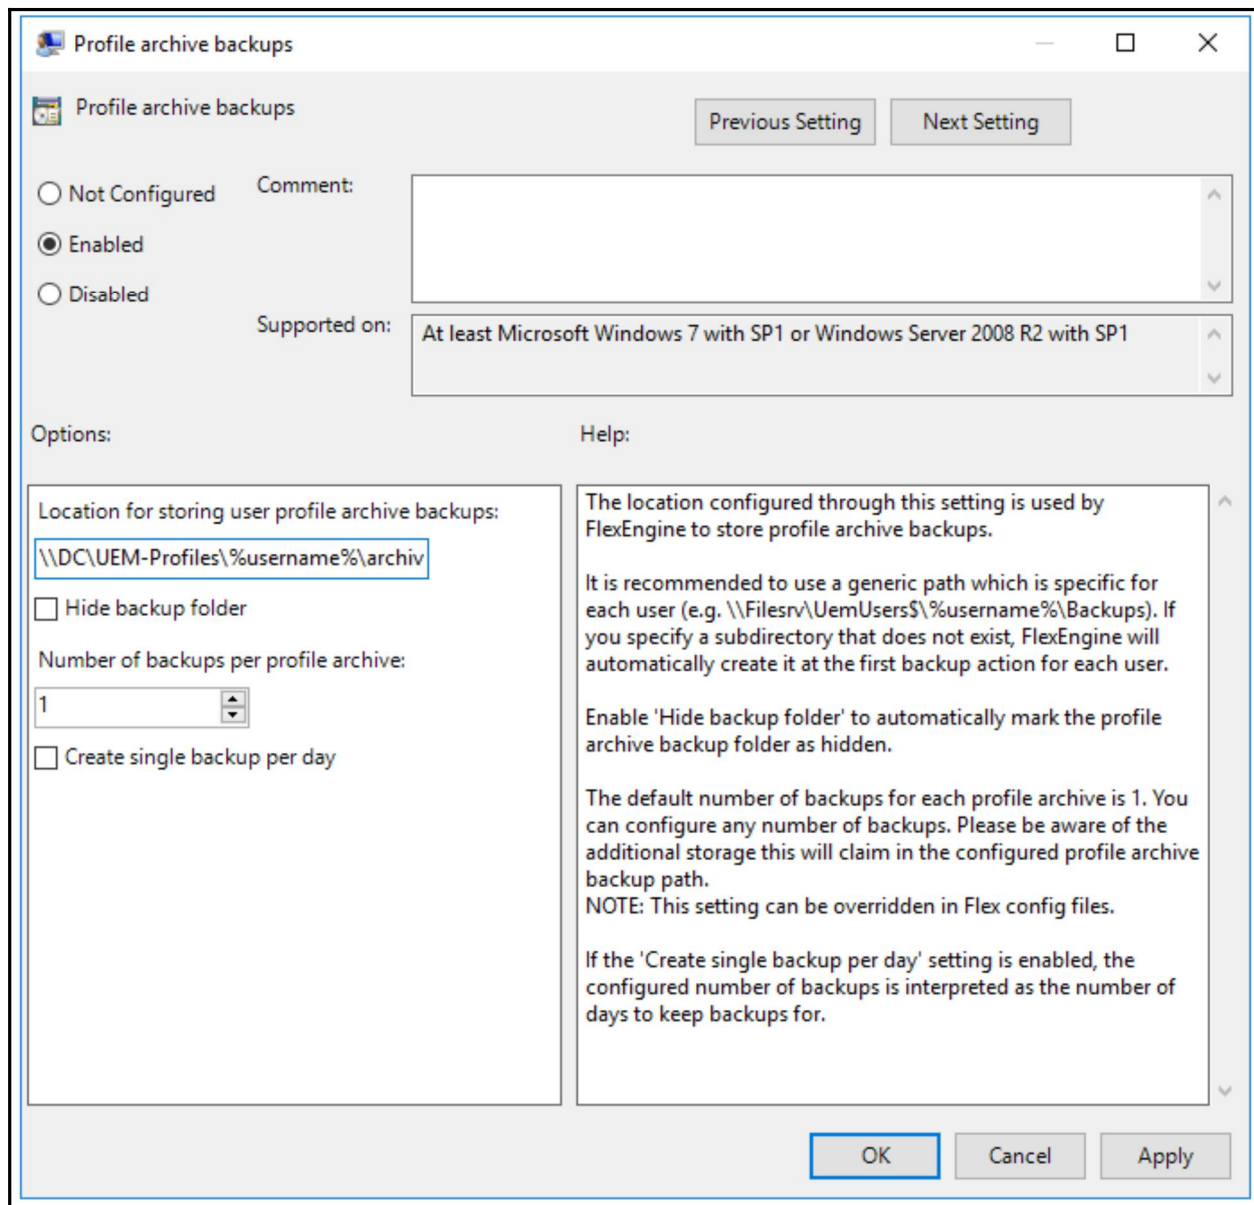 Profile archive backups
Profile archive backups
Previous Setting
Next Setting
Not Configured
Comment:
Enabled
Disabled
Supported on:
At least Microsoft Windows 7 with SP1 or Windows Server 2008 R2 with SP1
Options:
Help:
Location for storing user profile archive backups:
\\DC\UEM-Profiles\%username%\archiv
Hide backup folder
Number of backups per profile archive:
1
Create single backup per day
The location configured through this setting is used by
FlexEngine to store profile archive backups.
It is recommended to use a generic path which is specific for
each user (e.g. \\Filesrv\UemUsers$\%username%\Backups). If
you specify a subdirectory that does not exist, FlexEngine will
automatically create it at the first backup action for each user.
Enable 'Hide backup folder' to automatically mark the profile
archive backup folder as hidden.
The default number of backups for each profile archive is 1. You
can configure any number of backups. Please be aware of the
additional storage this will claim in the configured profile archive
backup path.
NOTE: This setting can be overridden in Flex config files.
If the 'Create single backup per day' setting is enabled, the
configured number of backups is interpreted as the number of
days to keep backups for.
OK
Cancel
Apply